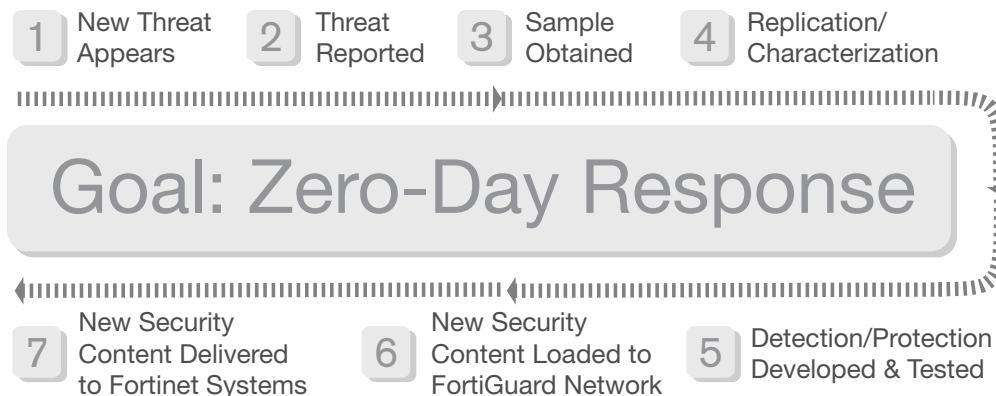 1 New Threat
Appears
2 Threat
Reported
3 Sample
Obtained
4 Replication/
Characterization
Goal: Zero-Day Response
7 New Security
Content Delivered
to Fortinet Systems
6 New Security
Content Loaded to
FortiGuard Network
5 Detection/Protection
Developed & Tested